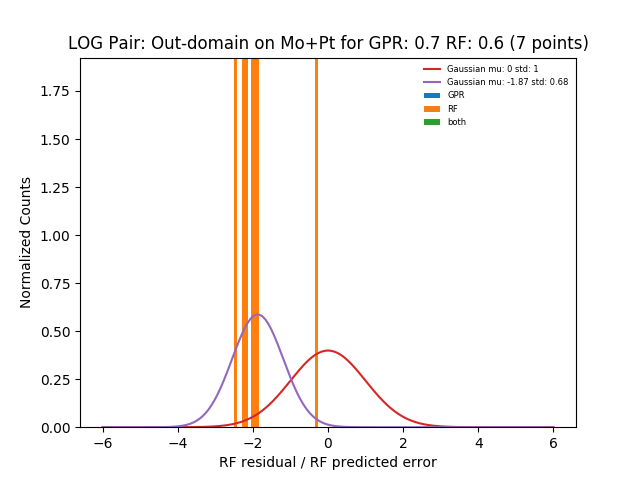 LOG Pair: Out-domain on Mo+Pt for GPR: 0.7 RF: 0.6 (7 points)
Gaussian mu: 0 std: 1
Gaussian mu: -1.87 std: 0.68
GPR
RF
both
Normalized Counts
1.75
1.50
1.25
1.00
0.75
0.50
0.25
0.00
−6 −4 −2 0 2 4 6
RF residual / RF predicted error